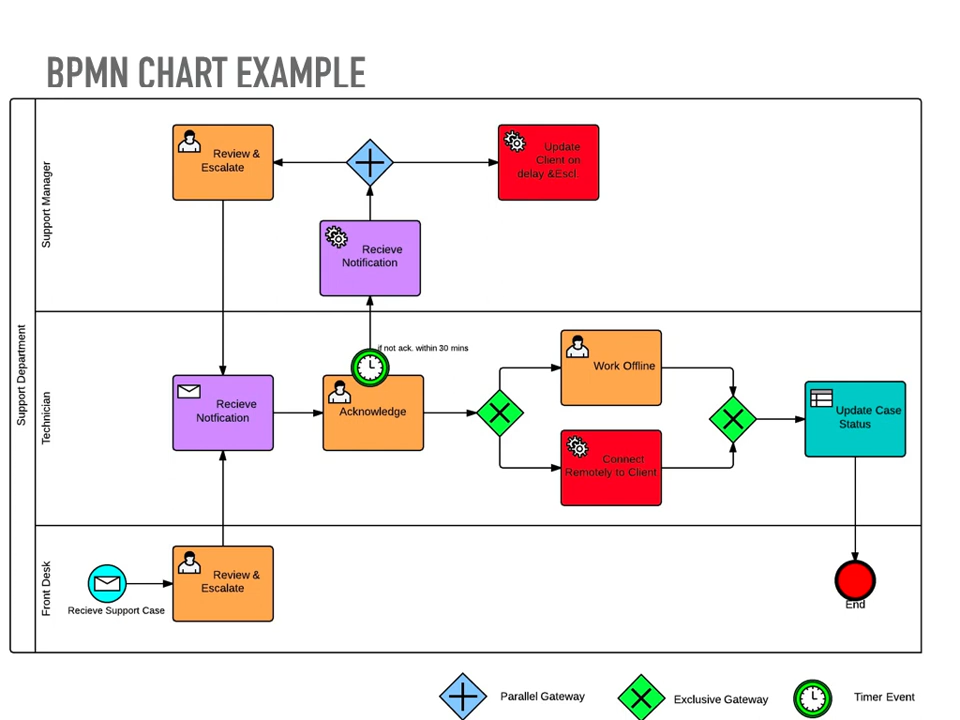 BPMN CHART EXAMPLE
Support Department
Support Manager
Review &
Escalate
Update
Client on
delay &Escl.
Recieve
Notification
Technician
if not ack. within 30 mins
Recieve
Notfication
Acknowledge
Work Offline
Connect
Remotely to Client
Update Case
Status
Front Desk
Recieve Support Case
Review &
Escalate
End
Parallel Gateway
Exclusive Gateway
Timer Event